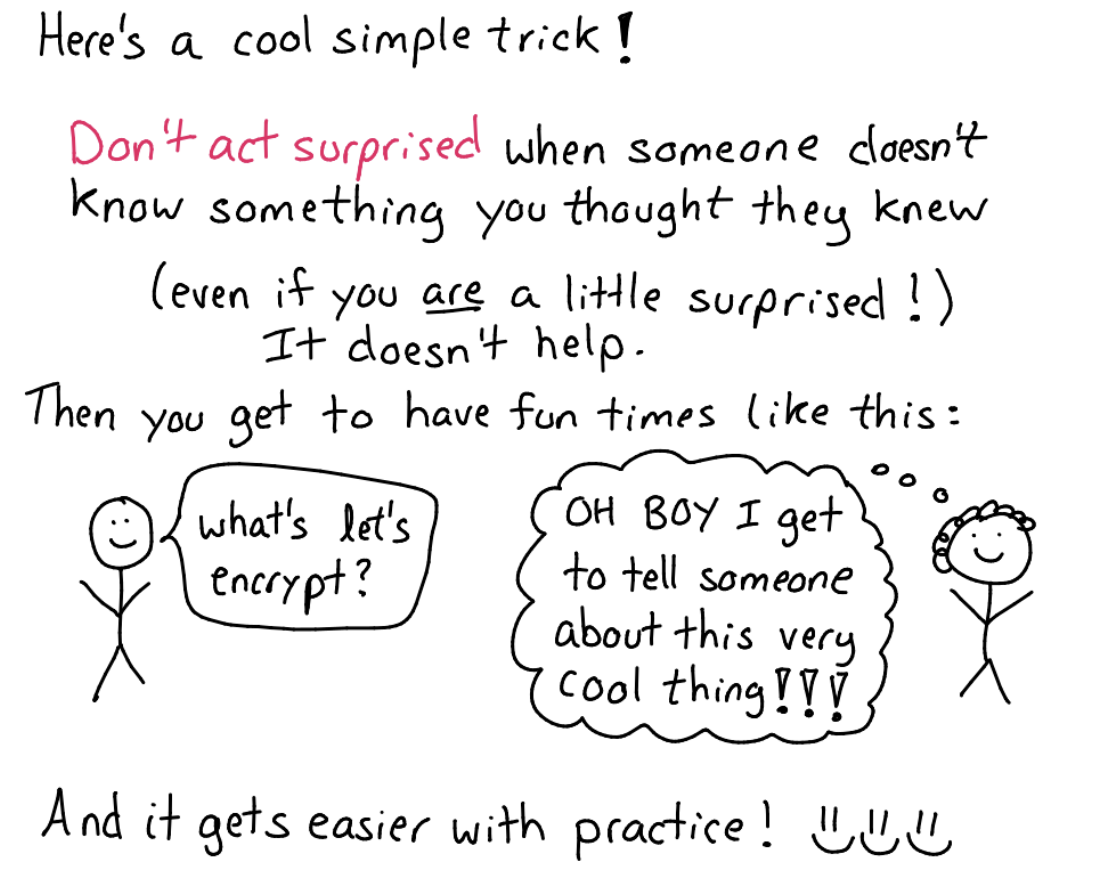 Here's a cool simple trick!
Don't act surprised when someone doesn't
know something you thought they knew
(even if you are a little surprised!)
It doesn't help.
Then you get to have fun times like this:
what's let's
encrypt?
OH BOY I get
to tell someone
about this very
cool thing!!!
And it gets easier with practice!